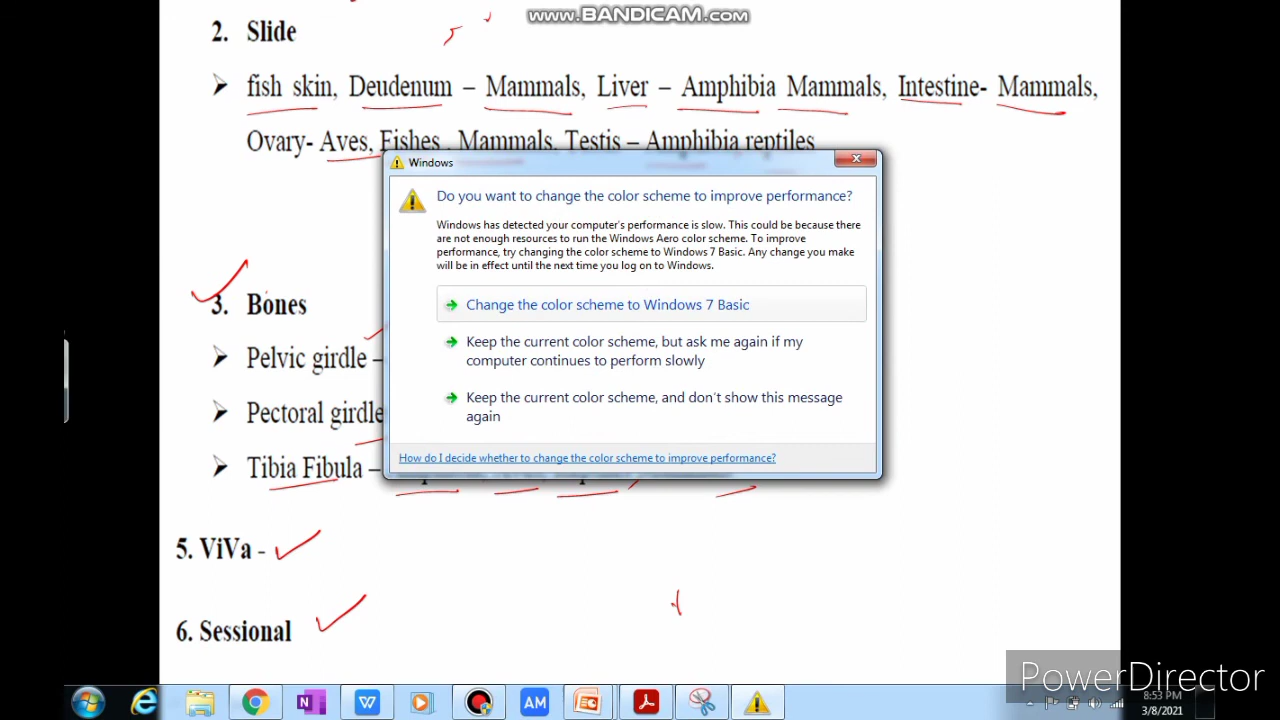 www.BANDICAM.com
2. Slide
➢ fish skin, Deudenum – Mammals, Liver – Amphibia Mammals, Intestine- Mammals,
Ovary- Aves, Fishes , Mammals, Testis – Amphibia reptiles
Windows
Do you want to change the color scheme to improve performance?
Windows has detected your computer's performance is slow. This could be because there
are not enough resources to run the Windows Aero color scheme. To improve
performance, try changing the color scheme to Windows 7 Basic. Any change you make
will be in effect until the next time you log on to Windows.
Change the color scheme to Windows 7 Basic
Keep the current color scheme, but ask me again if my
computer continues to perform slowly
Keep the current color scheme, and don't show this message
again
How do I decide whether to change the color scheme to improve performance?
3. Bones
➢ Pelvic girdle –
➢ Pectoral girdle
➢ Tibia Fibula –
5. ViVa -
6. Sessional
PowerDirector
AM
8:53 PM
3/8/2021